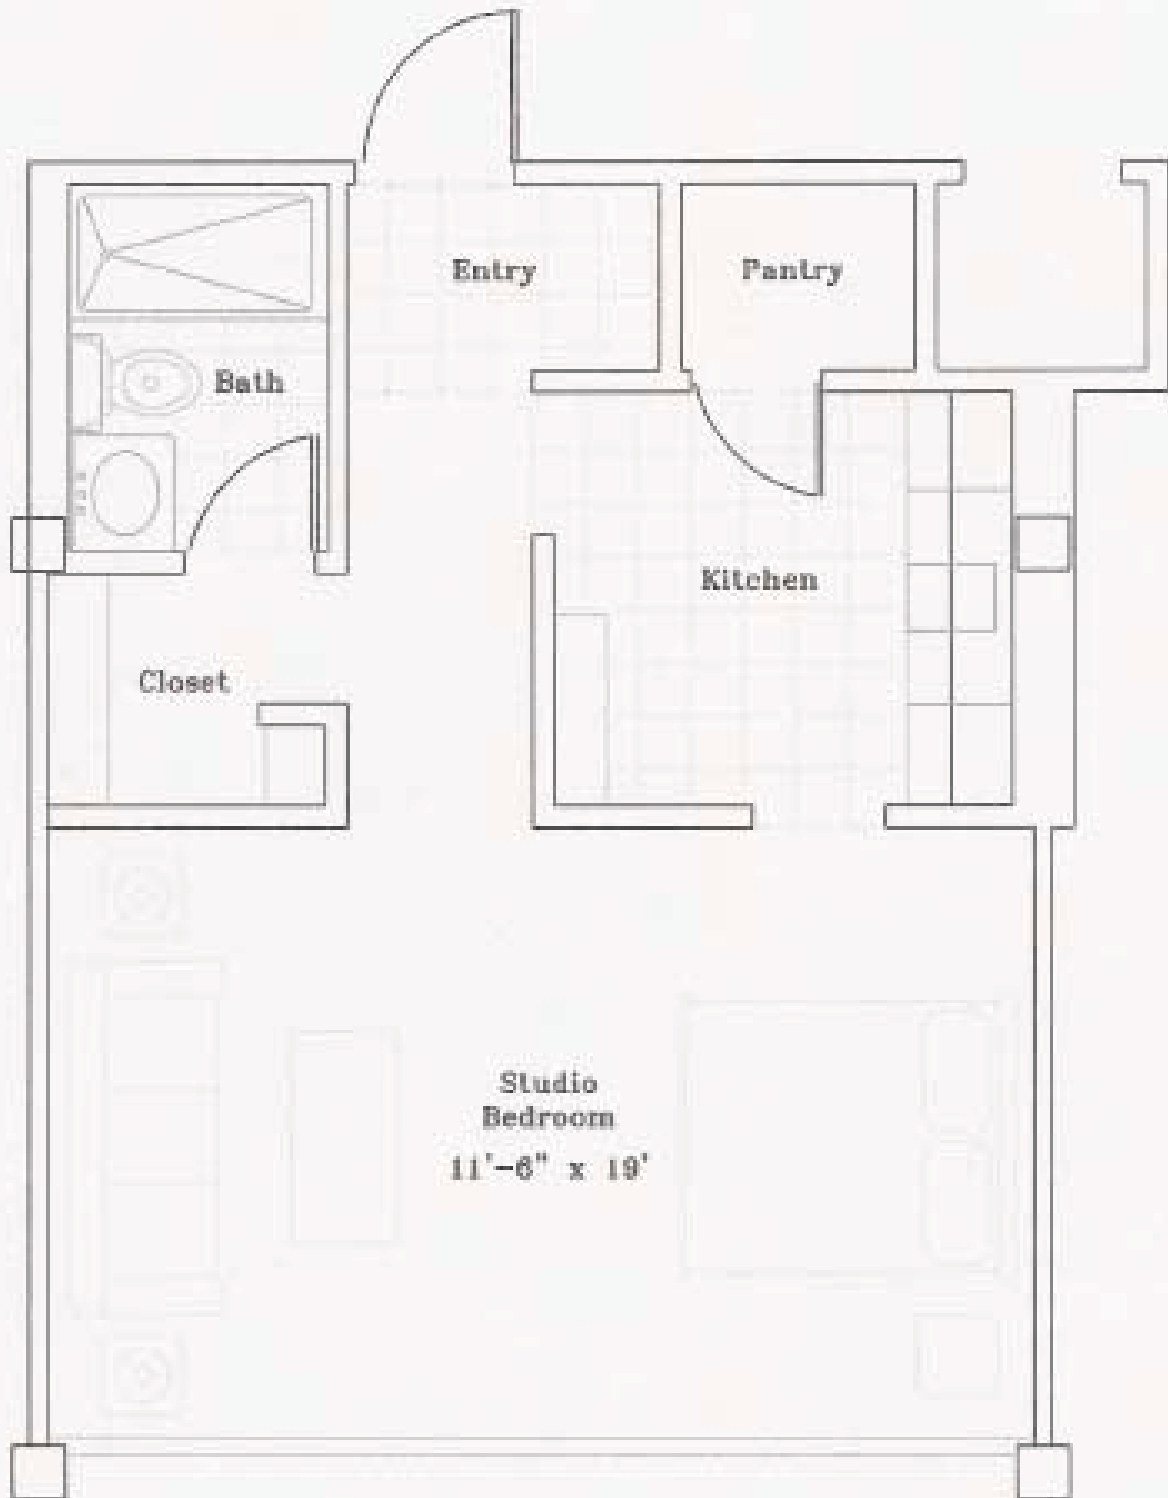 Entry
Pantry
Bath
Kitchen
Closet
Studio
Bedroom
11'-6" x 19'